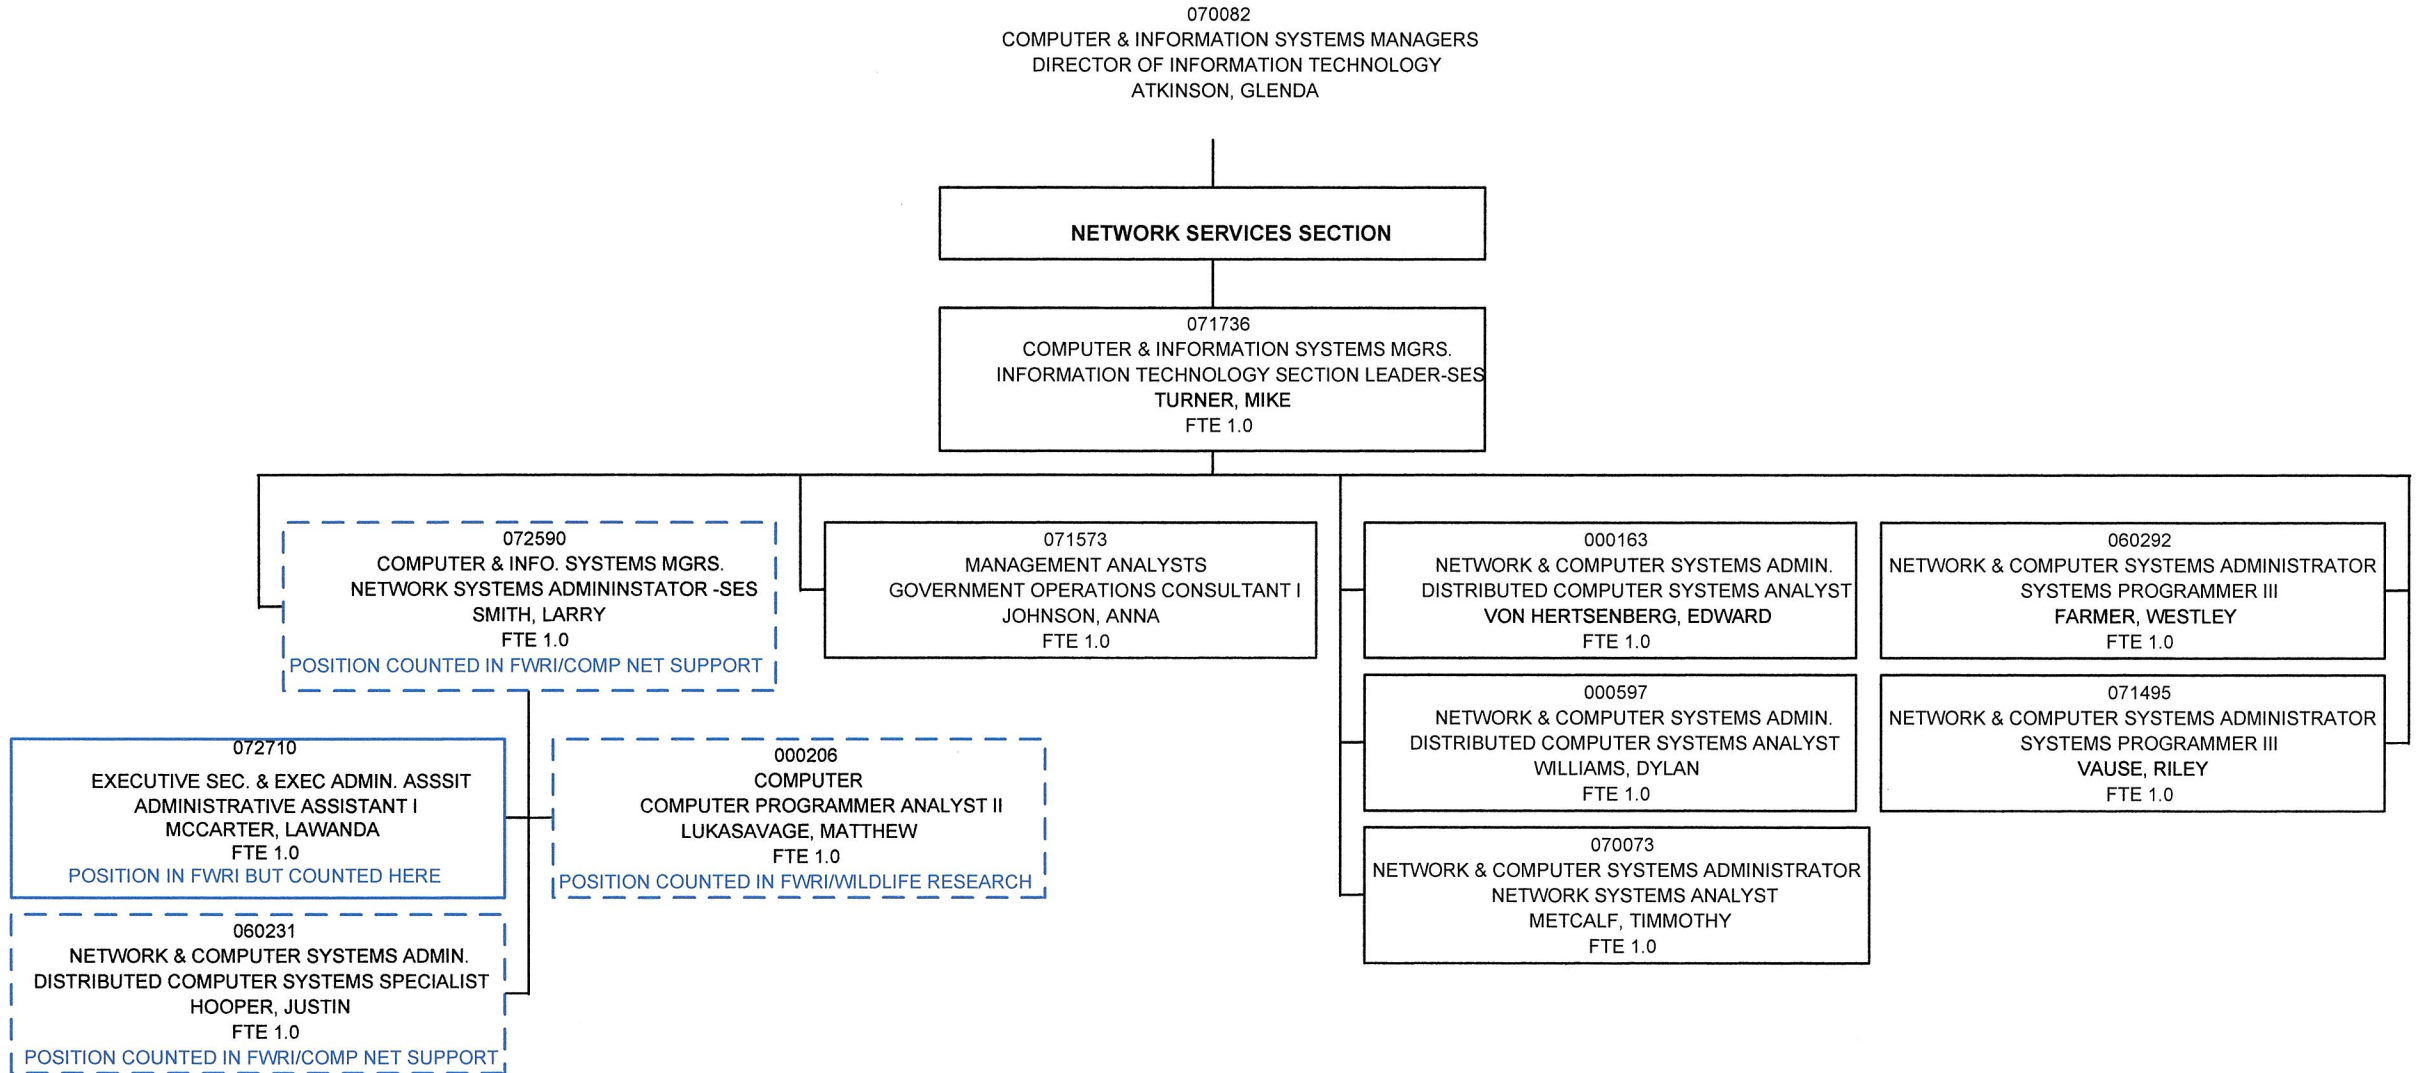 070082
COMPUTER & INFORMATION SYSTEMS MANAGERS
DIRECTOR OF INFORMATION TECHNOLOGY
ATKINSON, GLENDA
NETWORK SERVICES SECTION
071736
COMPUTER & INFORMATION SYSTEMS MGRS.
INFORMATION TECHNOLOGY SECTION LEADER-SES
TURNER, MIKE
FTE 1.0
072590
COMPUTER & INFO. SYSTEMS MGRS.
NETWORK SYSTEMS ADMININSTATOR -SES
SMITH, LARRY
FTE 1.0
POSITION COUNTED IN FWRI/COMP NET SUPPORT
071573
MANAGEMENT ANALYSTS
GOVERNMENT OPERATIONS CONSULTANT I
JOHNSON, ANNA
FTE 1.0
000163
NETWORK & COMPUTER SYSTEMS ADMIN.
DISTRIBUTED COMPUTER SYSTEMS ANALYST
VON HERTSENBERG, EDWARD
FTE 1.0
060292
NETWORK & COMPUTER SYSTEMS ADMINISTRATOR
SYSTEMS PROGRAMMER III
FARMER, WESTLEY
FTE 1.0
000597
NETWORK & COMPUTER SYSTEMS ADMIN.
DISTRIBUTED COMPUTER SYSTEMS ANALYST
WILLIAMS, DYLAN
FTE 1.0
071495
NETWORK & COMPUTER SYSTEMS ADMINISTRATOR
SYSTEMS PROGRAMMER III
VAUSE, RILEY
FTE 1.0
072710
EXECUTIVE SEC. & EXEC ADMIN. ASSSIT
ADMINISTRATIVE ASSISTANT I
MCCARTER, LAWANDA
FTE 1.0
POSITION IN FWRI BUT COUNTED HERE
000206
COMPUTER
COMPUTER PROGRAMMER ANALYST II
LUKASAVAGE, MATTHEW
FTE 1.0
POSITION COUNTED IN FWRI/WILDLIFE RESEARCH
070073
NETWORK & COMPUTER SYSTEMS ADMINISTRATOR
NETWORK SYSTEMS ANALYST
METCALF, TIMMOTHY
FTE 1.0
060231
NETWORK & COMPUTER SYSTEMS ADMIN.
DISTRIBUTED COMPUTER SYSTEMS SPECIALIST
HOOPER, JUSTIN
FTE 1.0
POSITION COUNTED IN FWRI/COMP NET SUPPORT